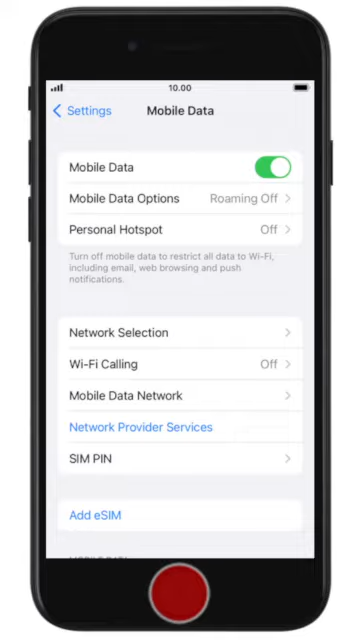 10.00
Settings
Mobile Data
Mobile Data
Mobile Data Options Roaming Off
Personal Hotspot Off
Turn off mobile data to restrict all data to Wi-Fi,
including email, web browsing and push
notifications.
Network Selection
Wi-Fi Calling Off
Mobile Data Network
Network Provider Services
SIM PIN
Add eSIM
MOBILE DATA